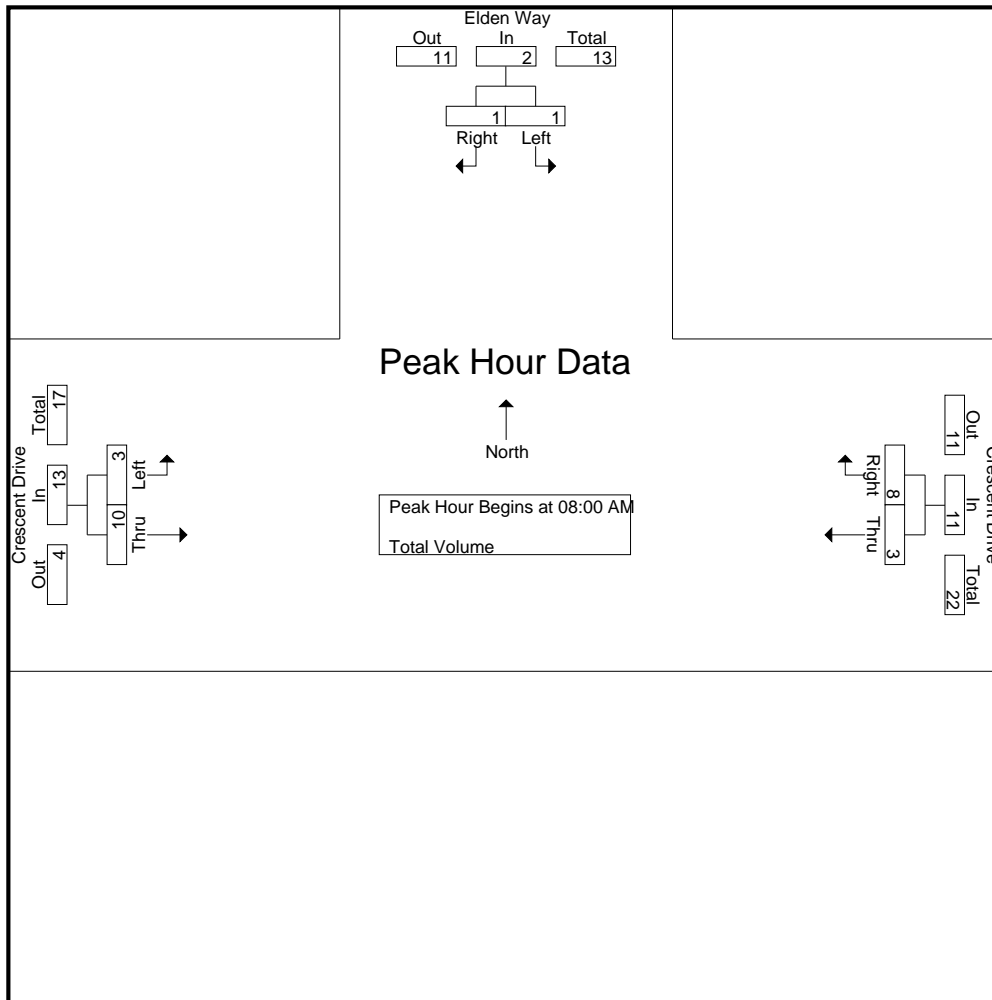 Elden Way
Out In Total
11 2 13
1 1
Right Left
Peak Hour Data
North
Peak Hour Begins at 08:00 AM
Total Volume
Crescent Drive
Out In Total
4 13 17
Thru Left
10 3
Crescent Drive
Out In Total
11 11 22
Right Thru
8 3